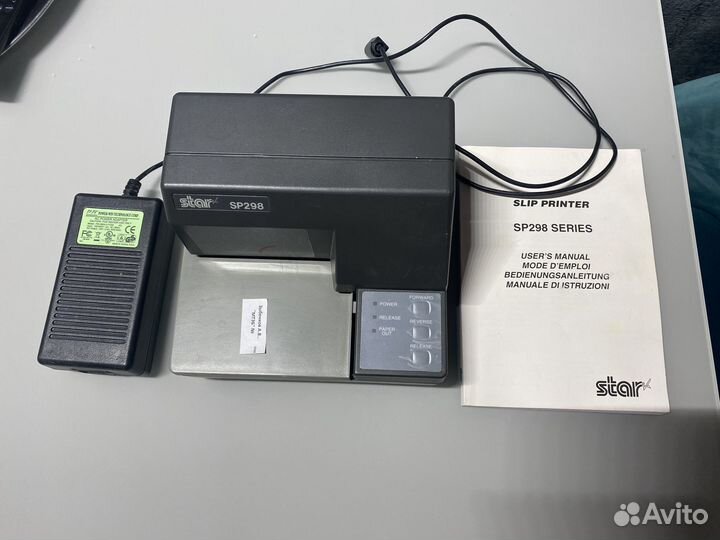 star
SP298
POWER
RELEASE
PAPER
OUT
FORWARD
REVERSE
RELEASE
SLIP PRINTER
SP298 SERIES
USER'S MANUAL
MODE D'EMPLOI
BEDIENUNGSANLEITUNG
MANUALE DI ISTRUZIONI
star
Avito